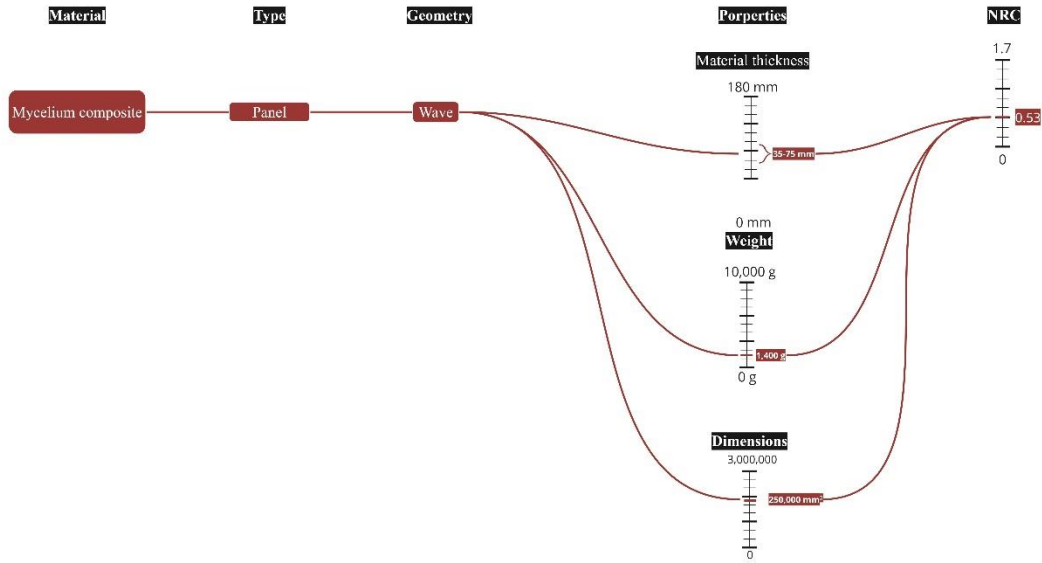 Material
Type
Geometry
Porperties
NRC
Mycelium composite
Panel
Wave
Material thickness
180 mm
35-75 mm
0 mm
Weight
10,000 g
1,400 g
0 g
Dimensions
3,000,000
250,000 mm²
0
1.7
0.53
0